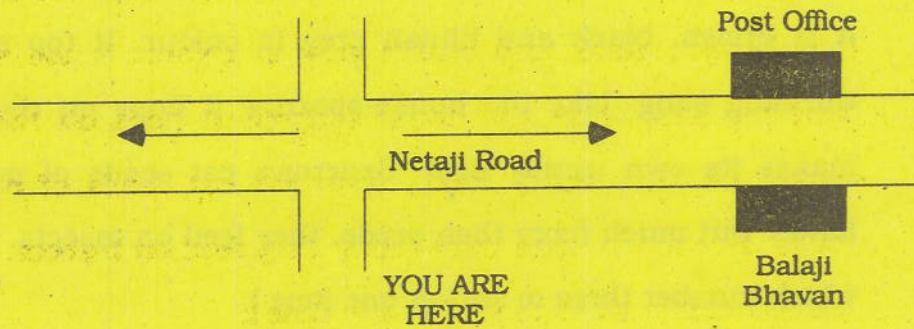 Post Office
Netaji Road
YOU ARE
HERE
Balaji
Bhavan